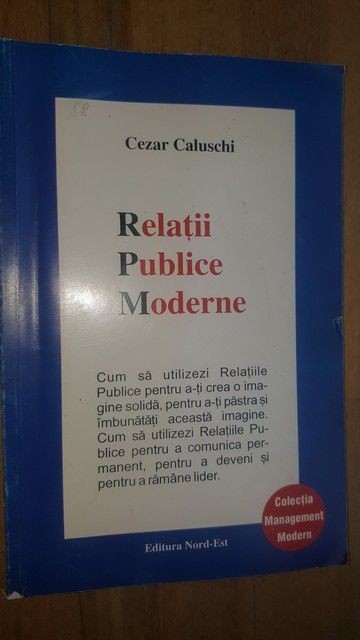 58
Cezar Caluschi
Relații
Publice
Moderne
Cum să utilizezi Relațiile
Publice pentru a-ți crea o ima-
gine solidă, pentru a-ți păstra și
îmbunătăți această imagine.
Cum să utilizezi Relațiile Pu-
blice pentru a comunica per-
manent, pentru a deveni și
pentru a rămâne lider.
Colecția
Management
Modern
Editura Nord-Est